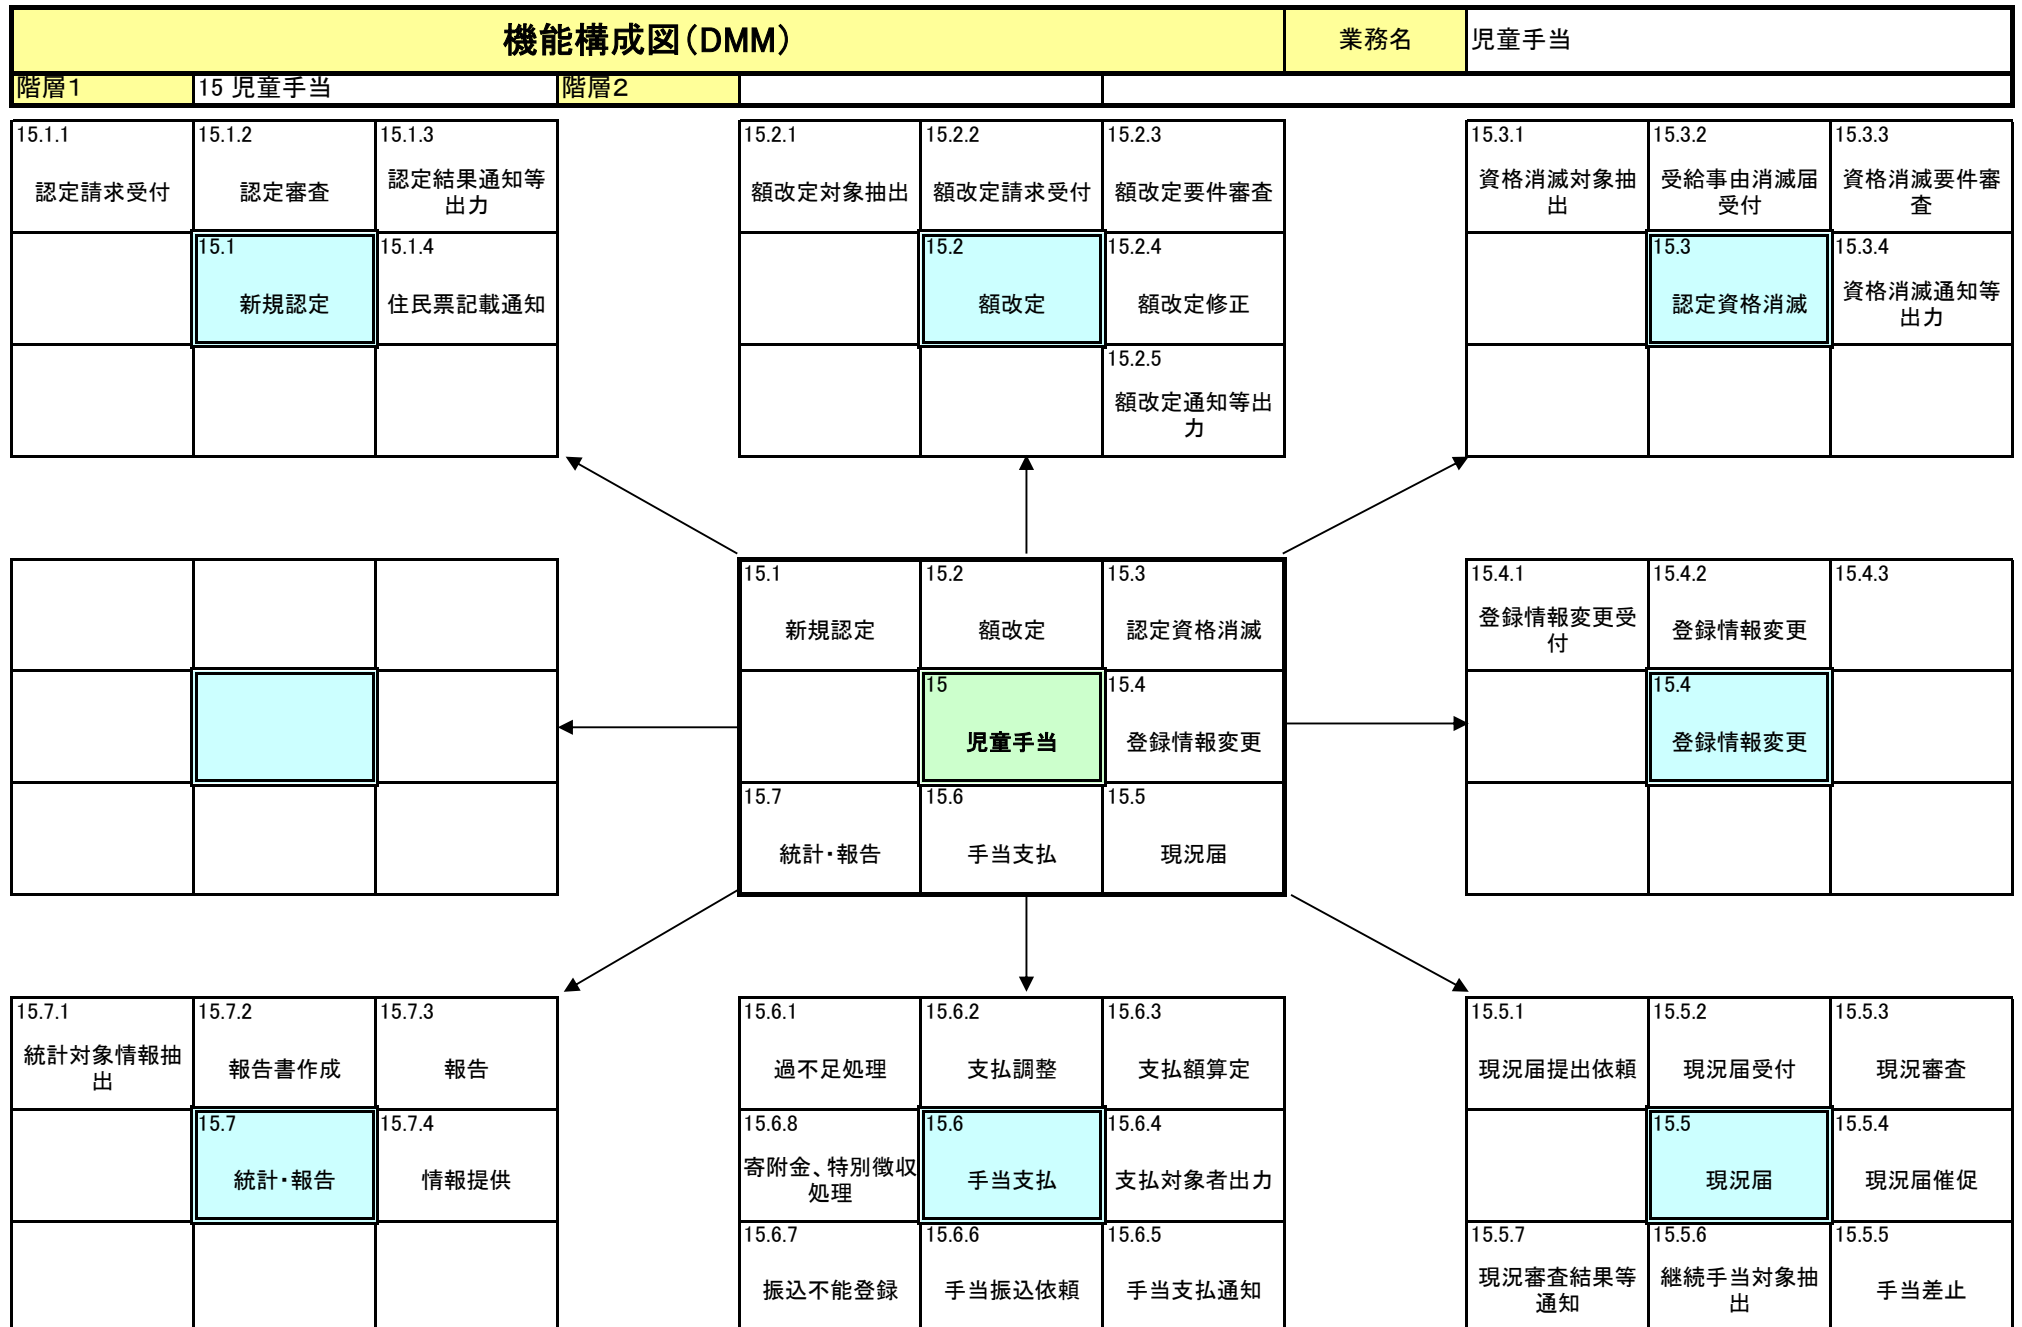 機能構成図（DMM）
業務名
児童手当
階層1
15 児童手当
階層2
15.1.1
認定請求受付
15.1.2
認定審査
15.1.3
認定結果通知等
出力
15.1
新規認定
15.1.4
住民票記載通知
15.2.1
額改定対象抽出
15.2.2
額改定請求受付
15.2.3
額改定要件審査
15.2
額改定
15.2.4
額改定修正
15.2.5
額改定通知等出
力
15.3.1
資格消滅対象抽
出
15.3.2
受給事由消滅届
受付
15.3.3
資格消滅要件審
査
15.3
認定資格消滅
15.3.4
資格消滅通知等
出力
15.1
新規認定
15.2
額改定
15.3
認定資格消滅
15
児童手当
15.4
登録情報変更
15.7
統計・報告
15.6
手当支払
15.5
現況届
15.4.1
登録情報変更受
付
15.4.2
登録情報変更
15.4.3
15.4
登録情報変更
15.7.1
統計対象情報抽
出
15.7.2
報告書作成
15.7.3
報告
15.7
統計・報告
15.7.4
情報提供
15.6.1
過不足処理
15.6.2
支払調整
15.6.3
支払額算定
15.6.8
寄附金、特別徴収
処理
15.6
手当支払
15.6.4
支払対象者出力
15.6.7
振込不能登録
15.6.6
手当振込依頼
15.6.5
手当支払通知
15.5.1
現況届提出依頼
15.5.2
現況届受付
15.5.3
現況審査
15.5
現況届
15.5.4
現況届催促
15.5.7
現況審査結果等
通知
15.5.6
継続手当対象抽
出
15.5.5
手当差止